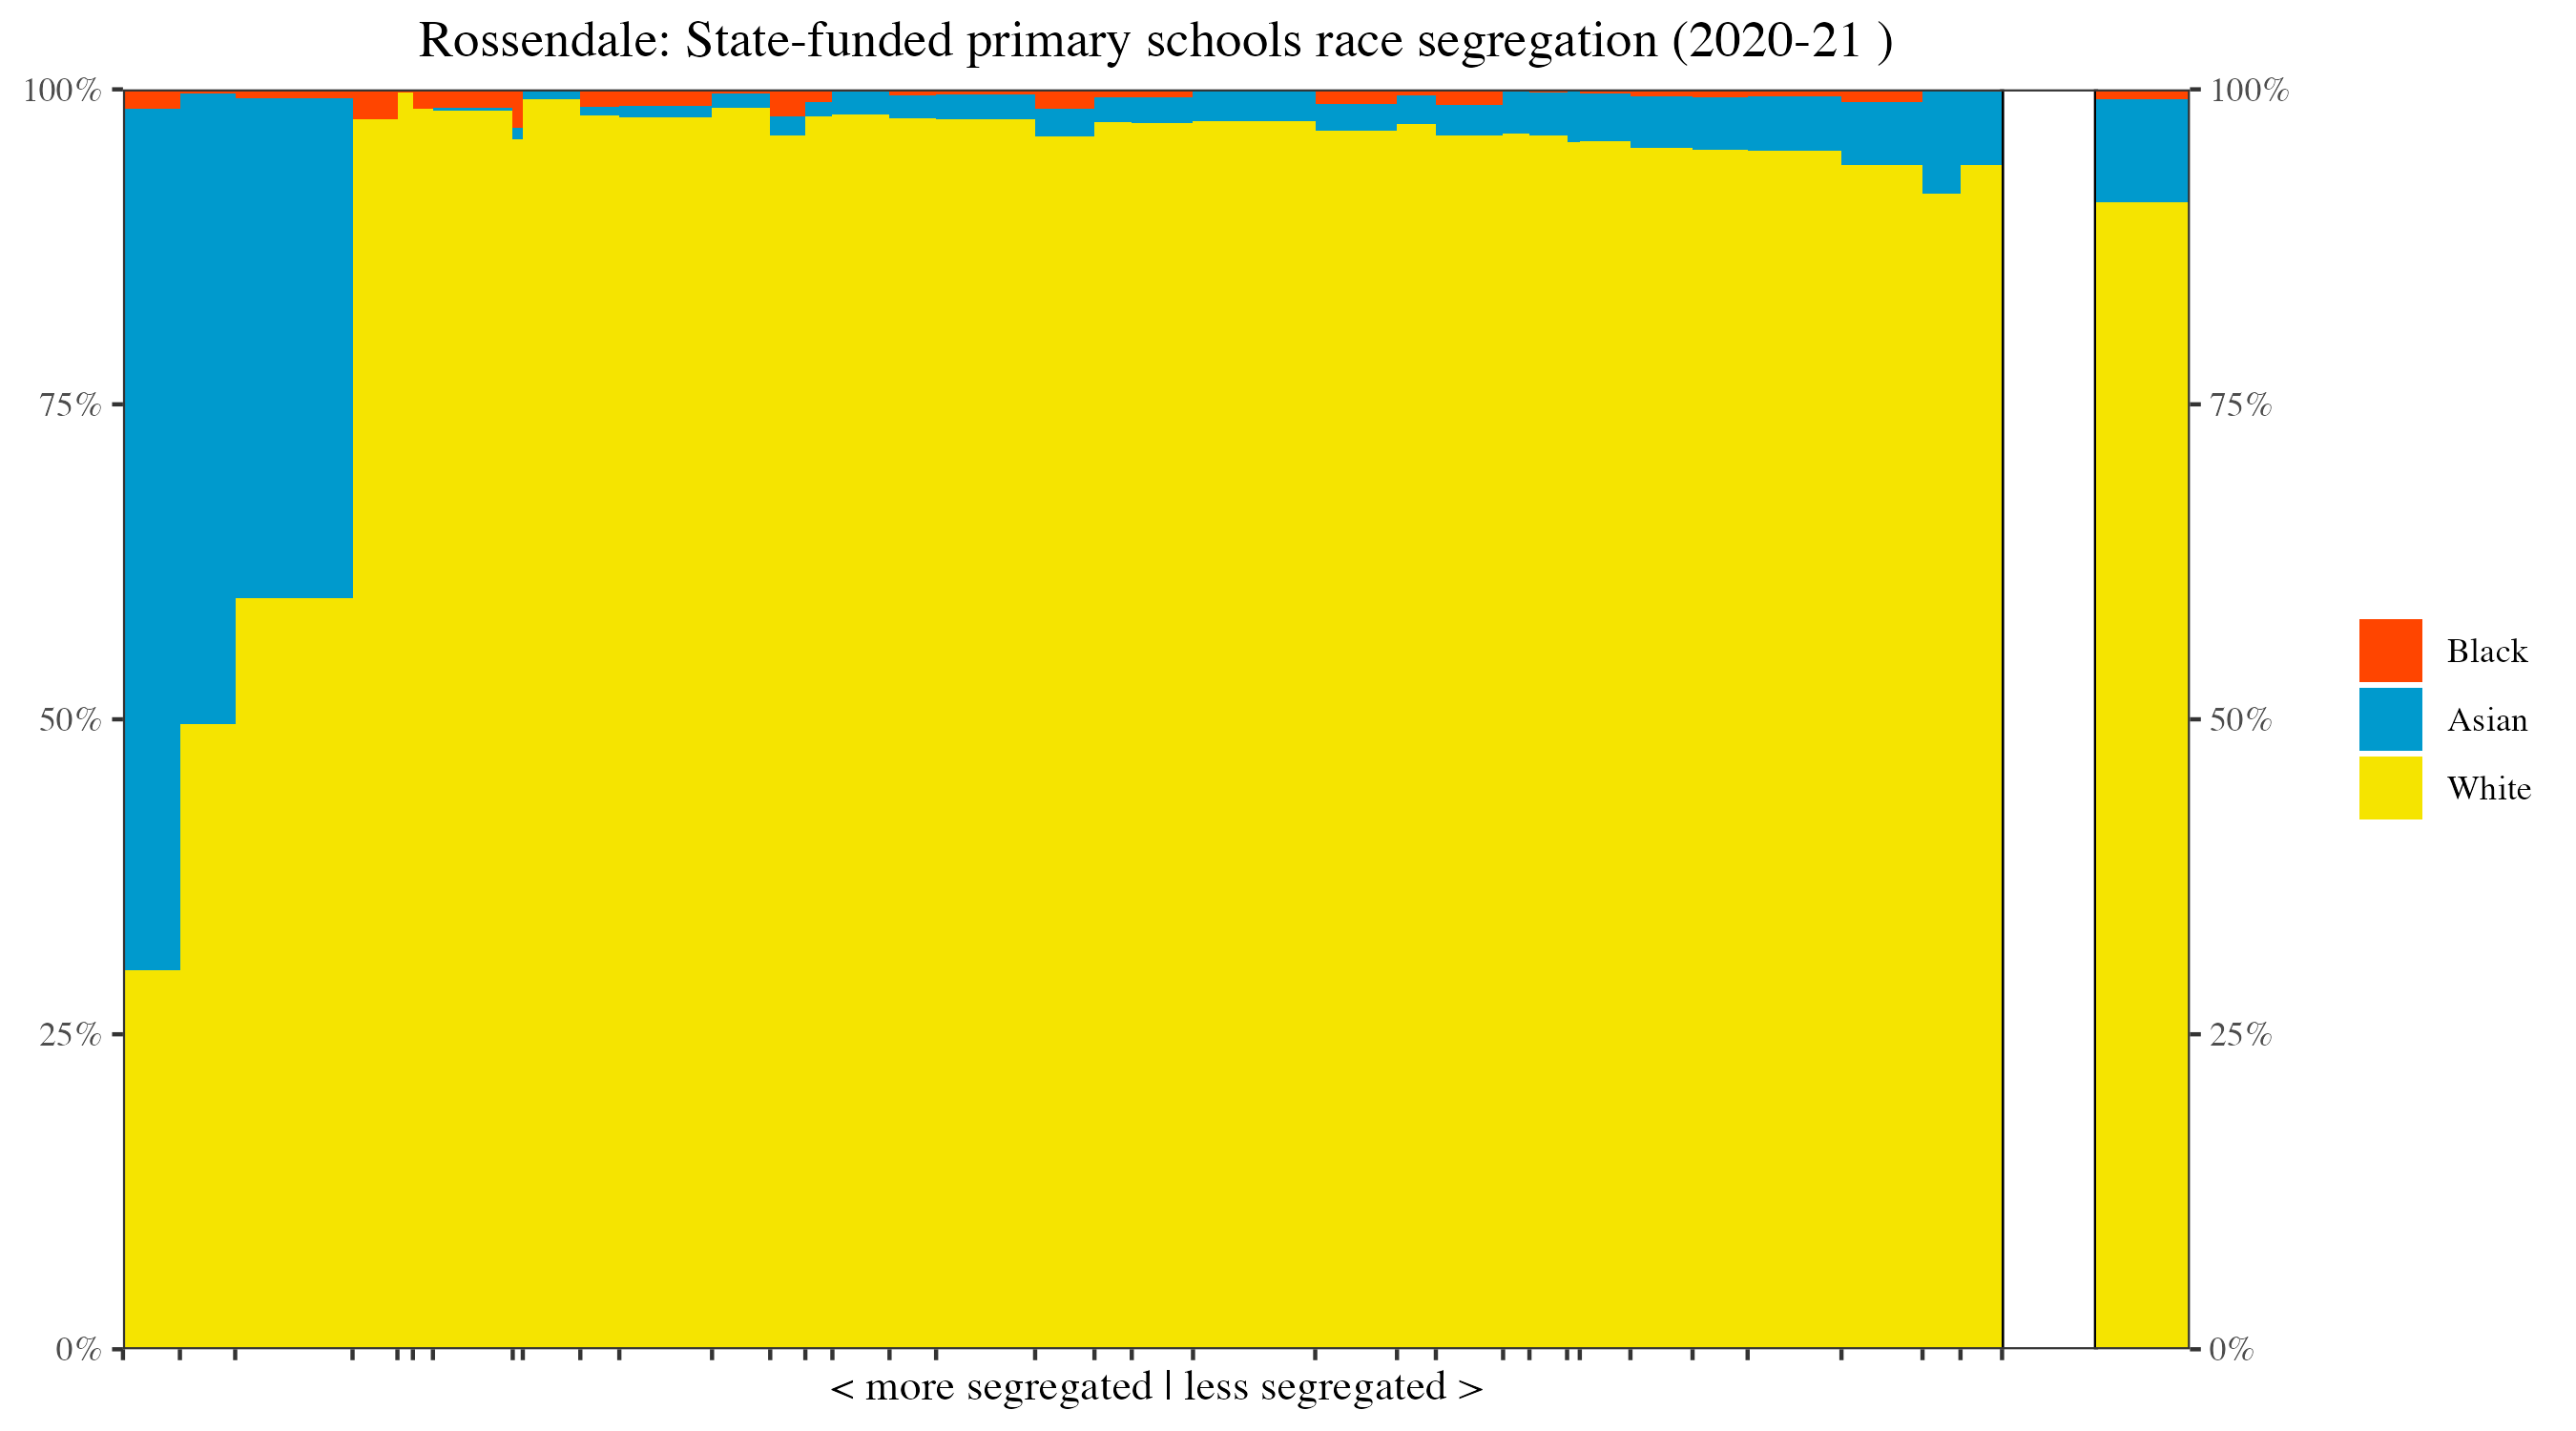 Rossendale: State-funded primary schools race segregation (2020-21 )
100%
100%
75%
75%
50%
50%
25%
25%
0%
0%
Black
Asian
White
< more segregated | less segregated >